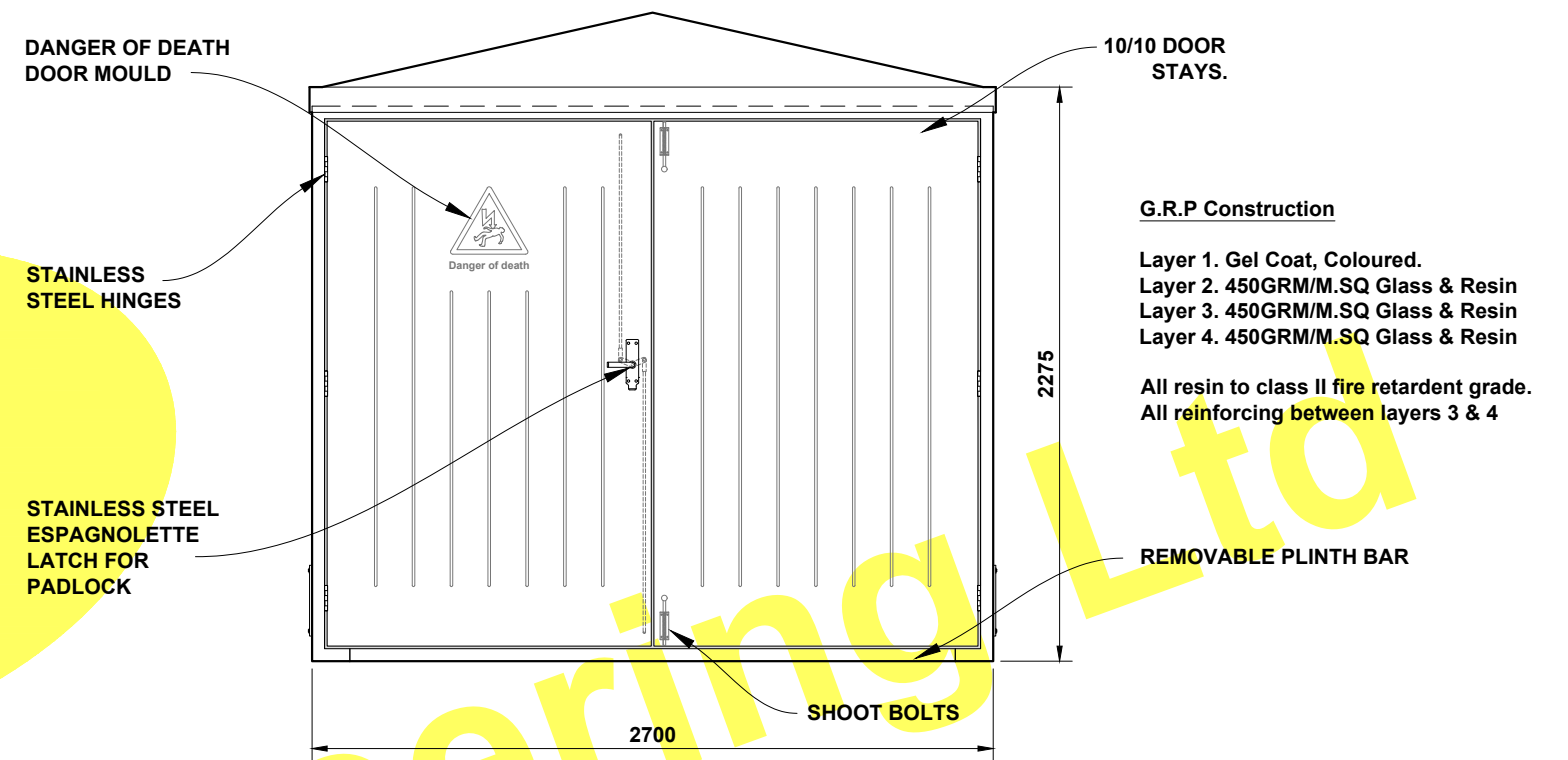 DANGER OF DEATH
DOOR MOULD
10/10 DOOR
STAYS.
Danger of death
STAINLESS
STEEL HINGES
G.R.P Construction
Layer 1. Gel Coat, Coloured.
Layer 2. 450GRM/M.SQ Glass & Resin
Layer 3. 450GRM/M.SQ Glass & Resin
Layer 4. 450GRM/M.SQ Glass & Resin
All resin to class II fire retardent grade.
All reinforcing between layers 3 & 4
2275
STAINLESS STEEL
ESPAGNOLETTE
LATCH FOR
PADLOCK
REMOVABLE PLINTH BAR
SHOOT BOLTS
2700
ering Ltd